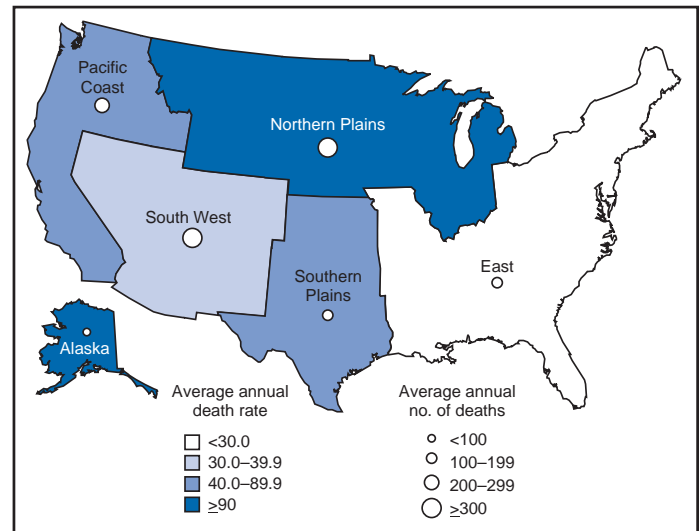 Pacific
Coast
Northern Plains
South West
Southern
Plains
East
Alaska
Average annual
death rate
<30.0
30.0–39.9
40.0–89.9
≥90
Average annual
no. of deaths
<100
100–199
200–299
≥300